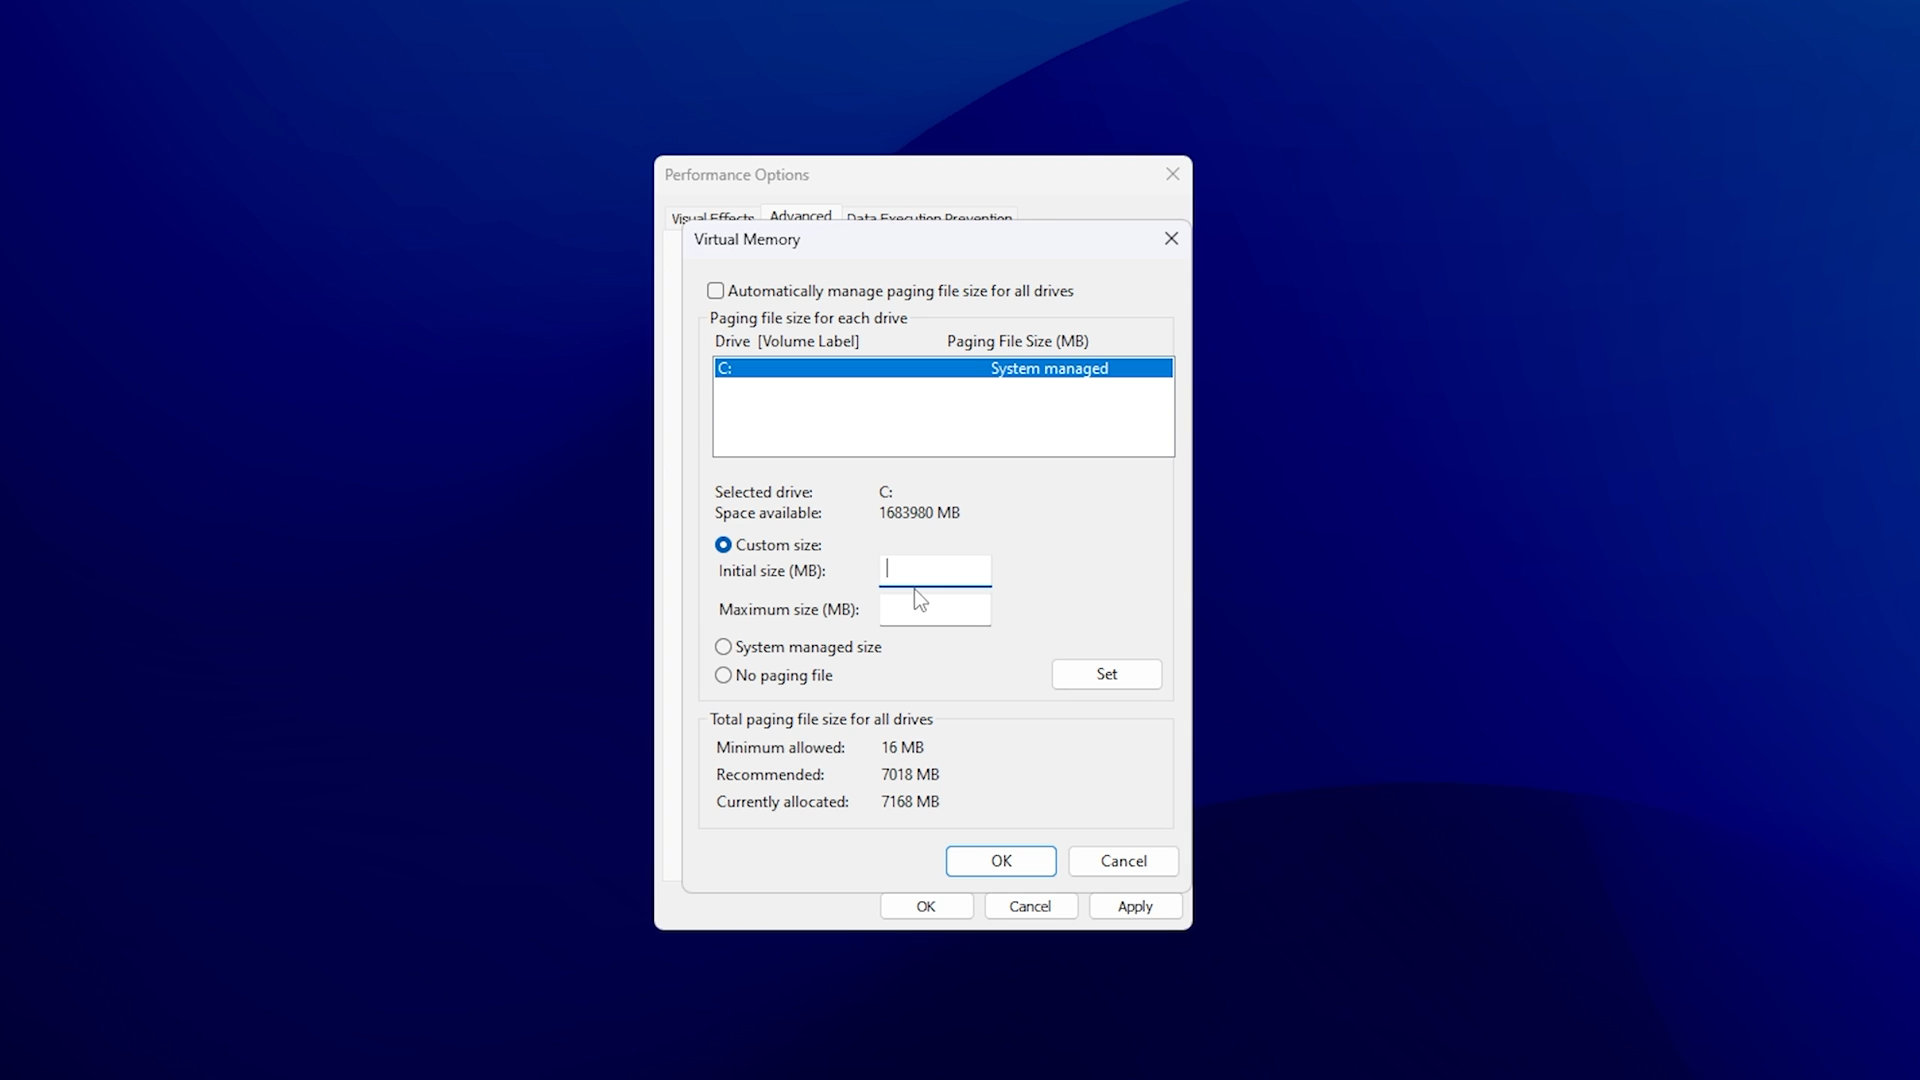 Performance Options
Visual Effects Advanced Data Execution Prevention
Virtual Memory
Automatically manage paging file size for all drives
Paging file size for each drive
Drive [Volume Label] Paging File Size (MB)
C: System managed
Selected drive: C:
Space available: 1683980 MB
Custom size:
Initial size (MB):
Maximum size (MB):
System managed size
No paging file Set
Total paging file size for all drives
Minimum allowed: 16 MB
Recommended: 7018 MB
Currently allocated: 7168 MB
OK Cancel
OK Cancel Apply